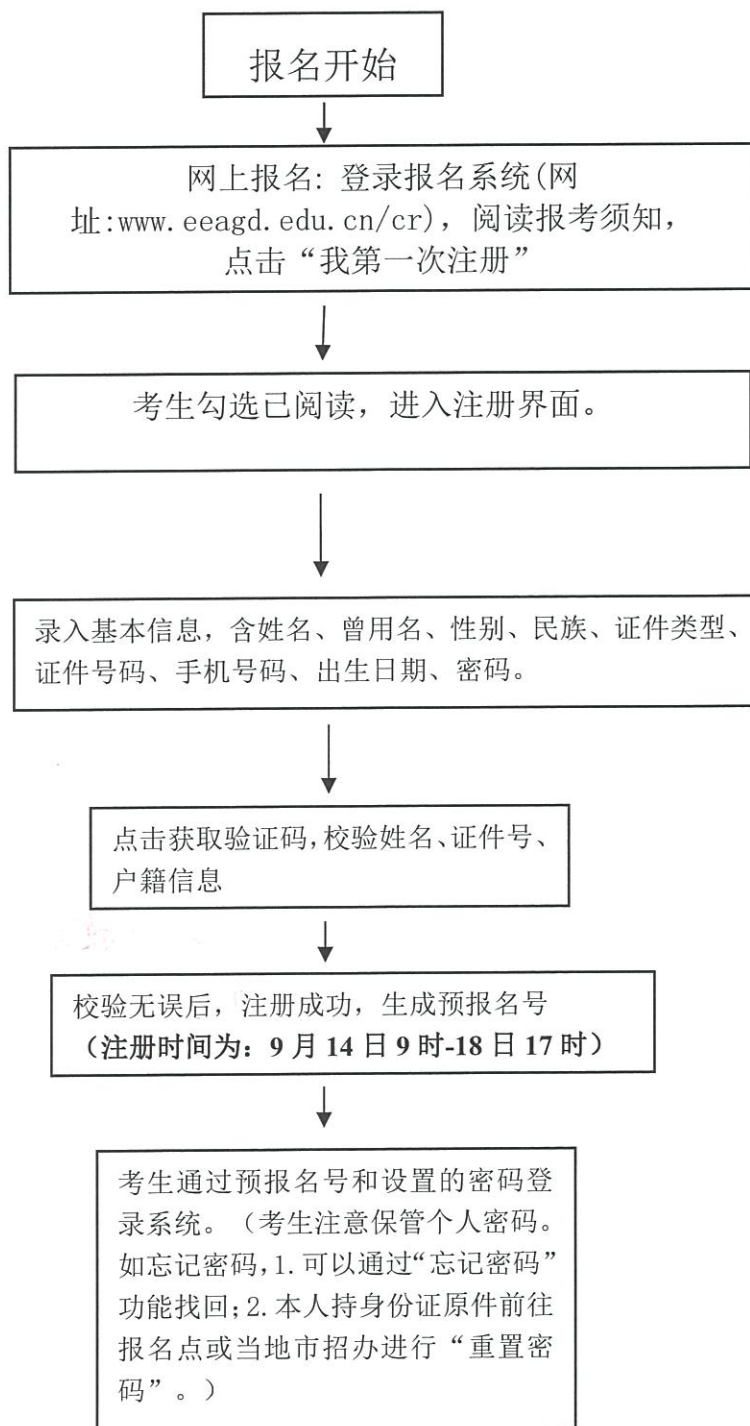 报名开始
网上报名: 登录报名系统(网
址:www.eeagd.edu.cn/cr)，阅读报考须知，
点击“我第一次注册”
考生勾选已阅读，进入注册界面。
录入基本信息，含姓名、曾用名、性别、民族、证件类型、
证件号码、手机号码、出生日期、密码。
点击获取验证码,校验姓名、证件号、
户籍信息
校验无误后，注册成功，生成预报名号
（注册时间为：9 月 14 日 9 时-18 日 17 时）
考生通过预报名号和设置的密码登
录系统。（考生注意保管个人密码。
如忘记密码,1.可以通过“忘记密码”
功能找回;2.本人持身份证原件前往
报名点或当地市招办进行“重置密
码”。）